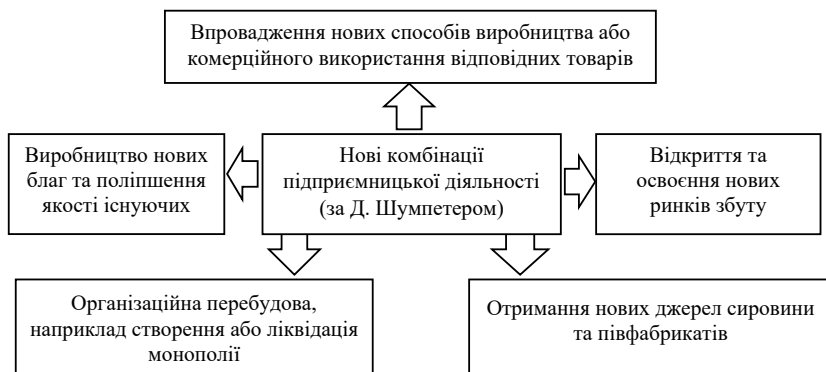 Впровадження нових способів виробництва або
комерційного використання відповідних товарів
Виробництво нових
благ та поліпшення
якості існуючих
Нові комбінації
підприємницької діяльності
(за Д. Шумпетером)
Відкриття та
освоєння нових
ринків збуту
Організаційна перебудова,
наприклад створення або ліквідація
монополії
Отримання нових джерел сировини
та півфабрикатів